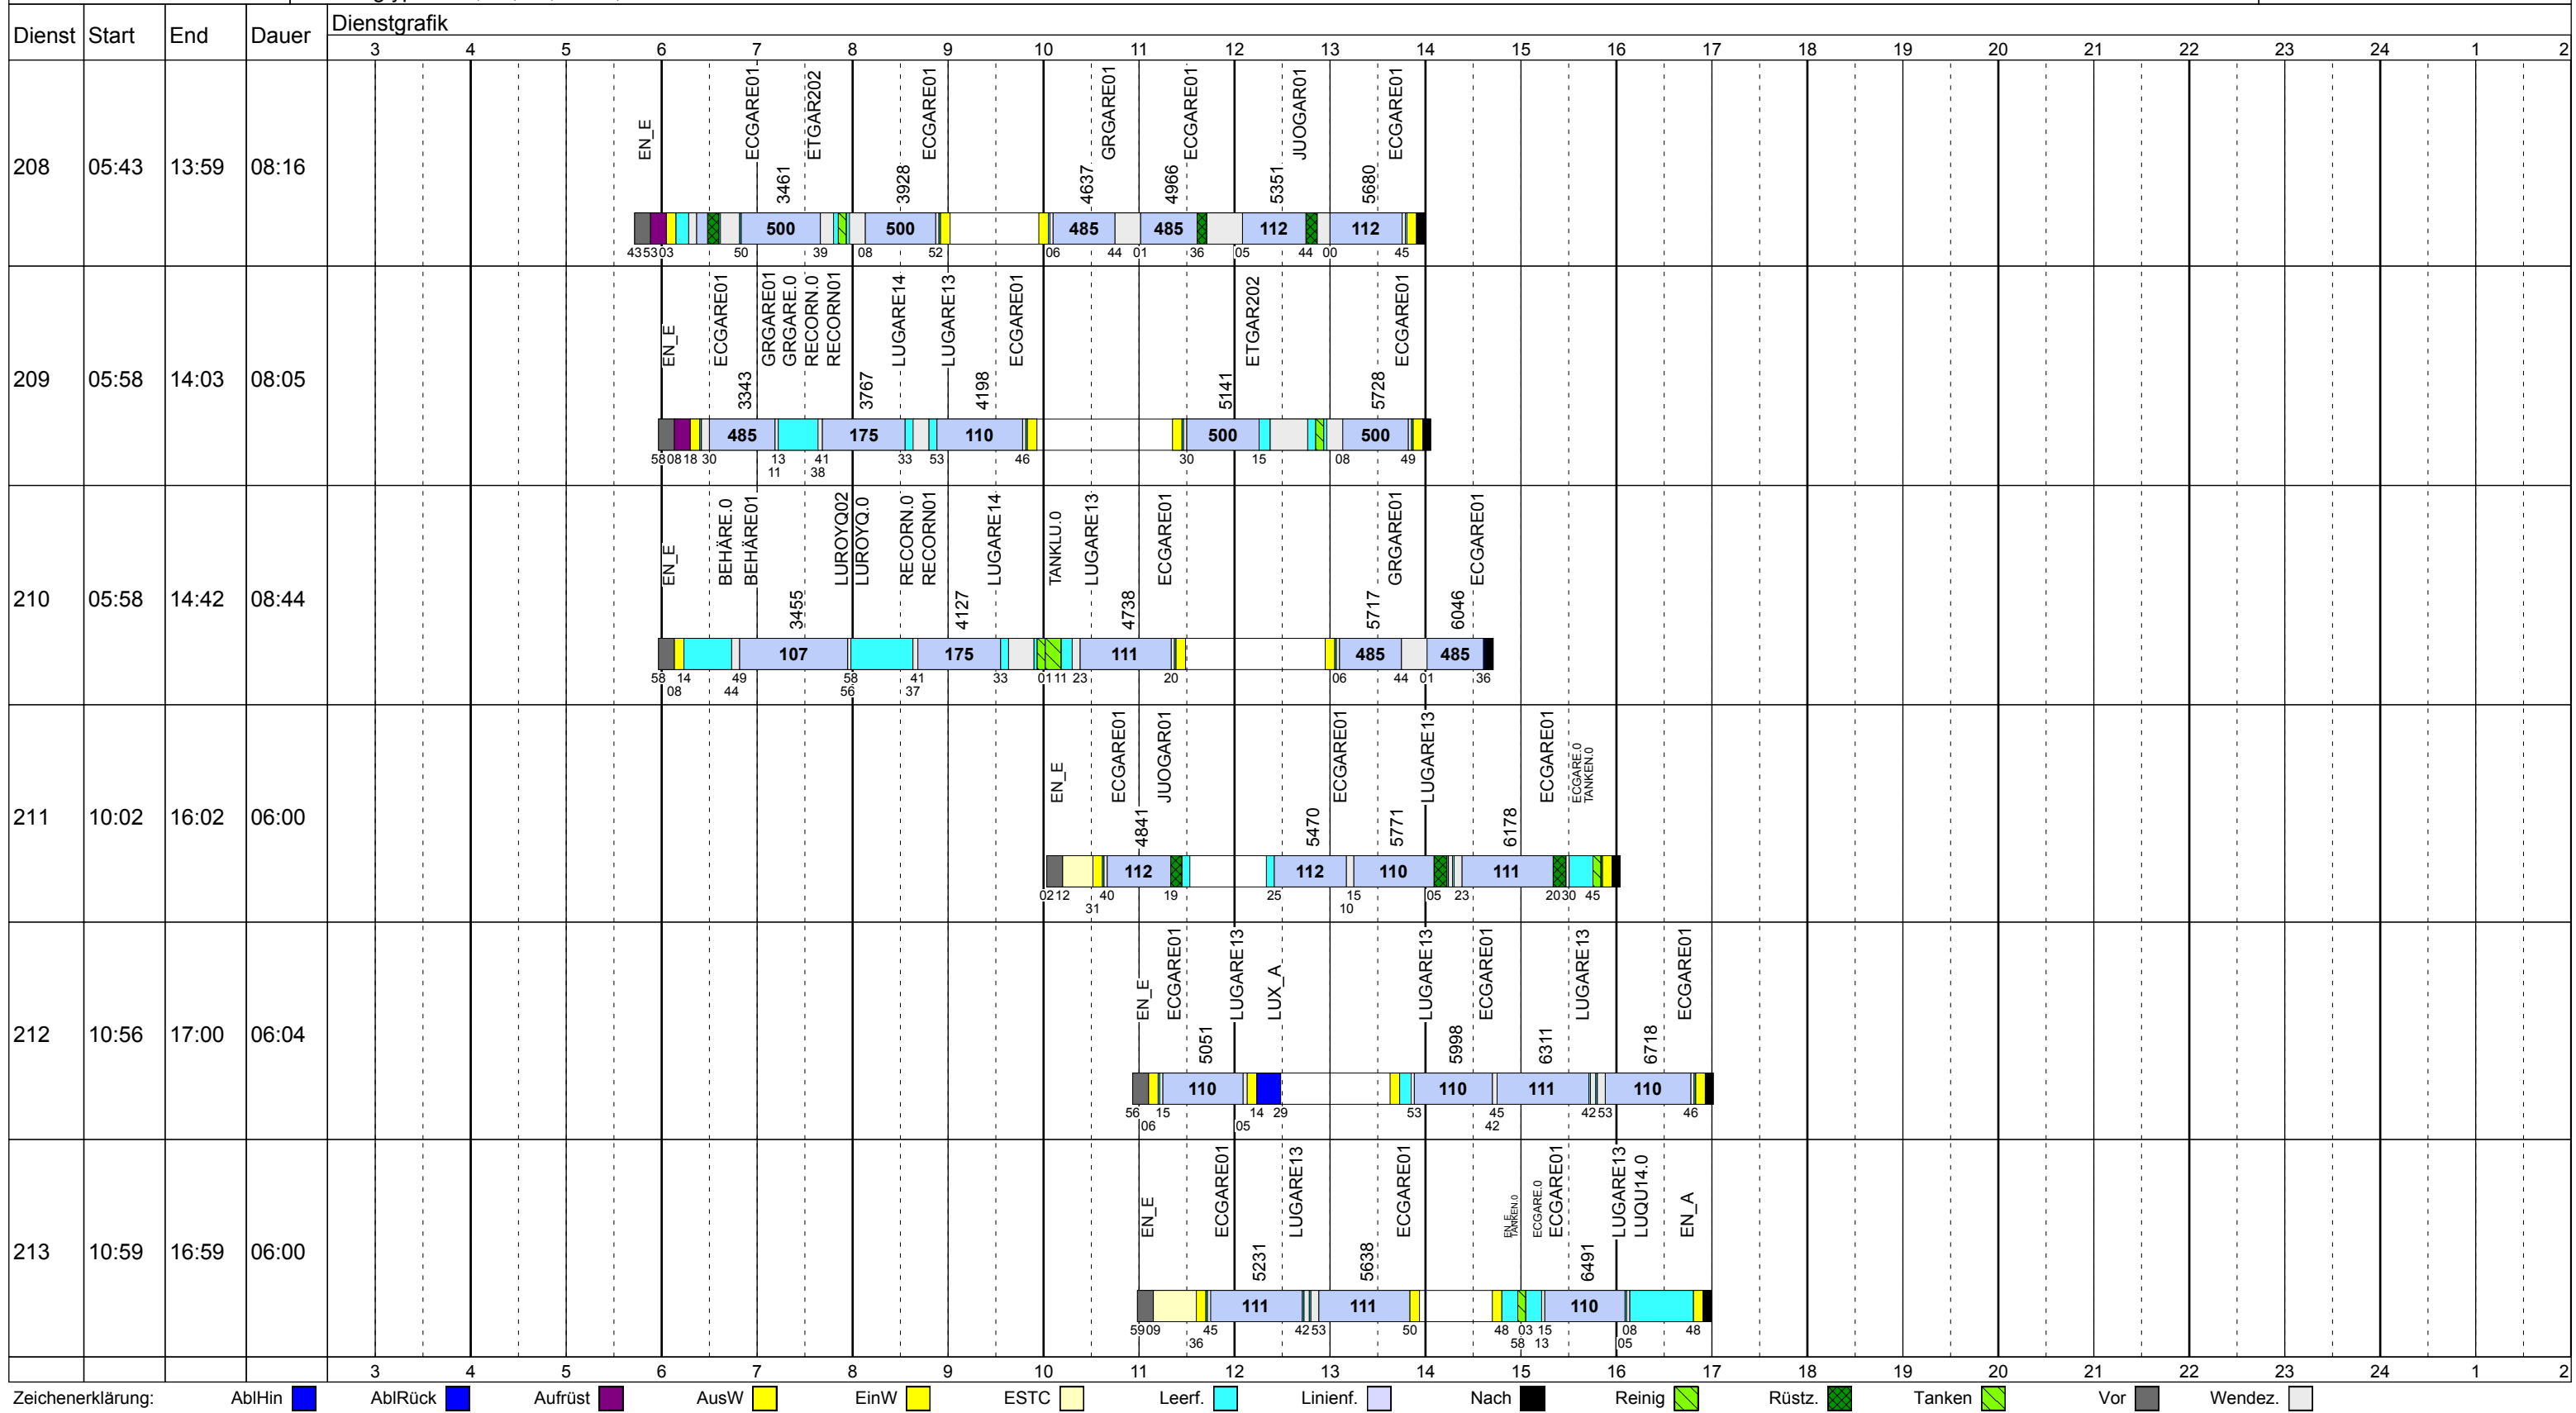 Dienst Start End Dauer Dienstgrafik
3 4 5 6 7 8 9 10 11 12 13 14 15 16 17 18 19 20 21 22 23 24 1 2
208 05:43 13:59 08:16
EN_E ECGARE01 ETGAR202 ECGARE01 GRGARE01 ECGARE01 JUOGAR01 ECGARE01
3461 3928 4637 4966 5351 5680
500 500 485 485 112 112
43 53 03 50 39 08 52 06 44 01 36 05 44 00 45
209 05:58 14:03 08:05
EN_E ECGARE01 GRGARE01 GRGARE.0 RECORN.0 RECORN01 LUGARE14 LUGARE13 ECGARE01 ETGAR202 ECGARE01
3343 3767 4198 5141 5728
485 175 110 500 500
58 08 18 30 13 41 33 53 46 30 15 08 49
11 38
210 05:58 14:42 08:44
EN_E BEHÄRE.0 BEHÄRE01 LUROYQ02 LUROYQ.0 RECORN.0 RECORN01 LUGARE14 TANKLU.0 LUGARE13 ECGARE01 GRGARE01 ECGARE01
3455 4127 4738 5717 6046
107 175 111 485 485
58 14 49 58 41 33 01 11 23 20 06 44 01 36
08 44 56 37
211 10:02 16:02 06:00
EN_E ECGARE01 JUOGAR01 ECGARE01 LUGARE13 ECGARE01 ECGARE.0 TANKEN.0
4841 5470 5771 6178
112 112 110 111
02 12 40 19 25 15 05 23 20 30 45
31 10
212 10:56 17:00 06:04
EN_E ECGARE01 LUGARE13 LUX_A LUGARE13 ECGARE01 LUGARE13 ECGARE01
5051 5998 6311 6718
110 110 111 110
56 15 14 29 53 45 42 53 46
06 05 42
213 10:59 16:59 06:00
EN_E ECGARE01 LUGARE13 ECGARE01 EN_E TANKEN.0 ECGARE.0 ECGARE01 LUGARE13 LUQU14.0 EN_A
5231 5638 6491
111 111 110
59 09 45 42 53 50 48 03 15 08 48
36 58 13 05
3 4 5 6 7 8 9 10 11 12 13 14 15 16 17 18 19 20 21 22 23 24 1 2
Zeichenerklärung: AblHin AblRück Aufrüst AusW EinW ESTC Leerf. Linienf. Nach Reinig Rüstz. Tanken Vor Wendez.